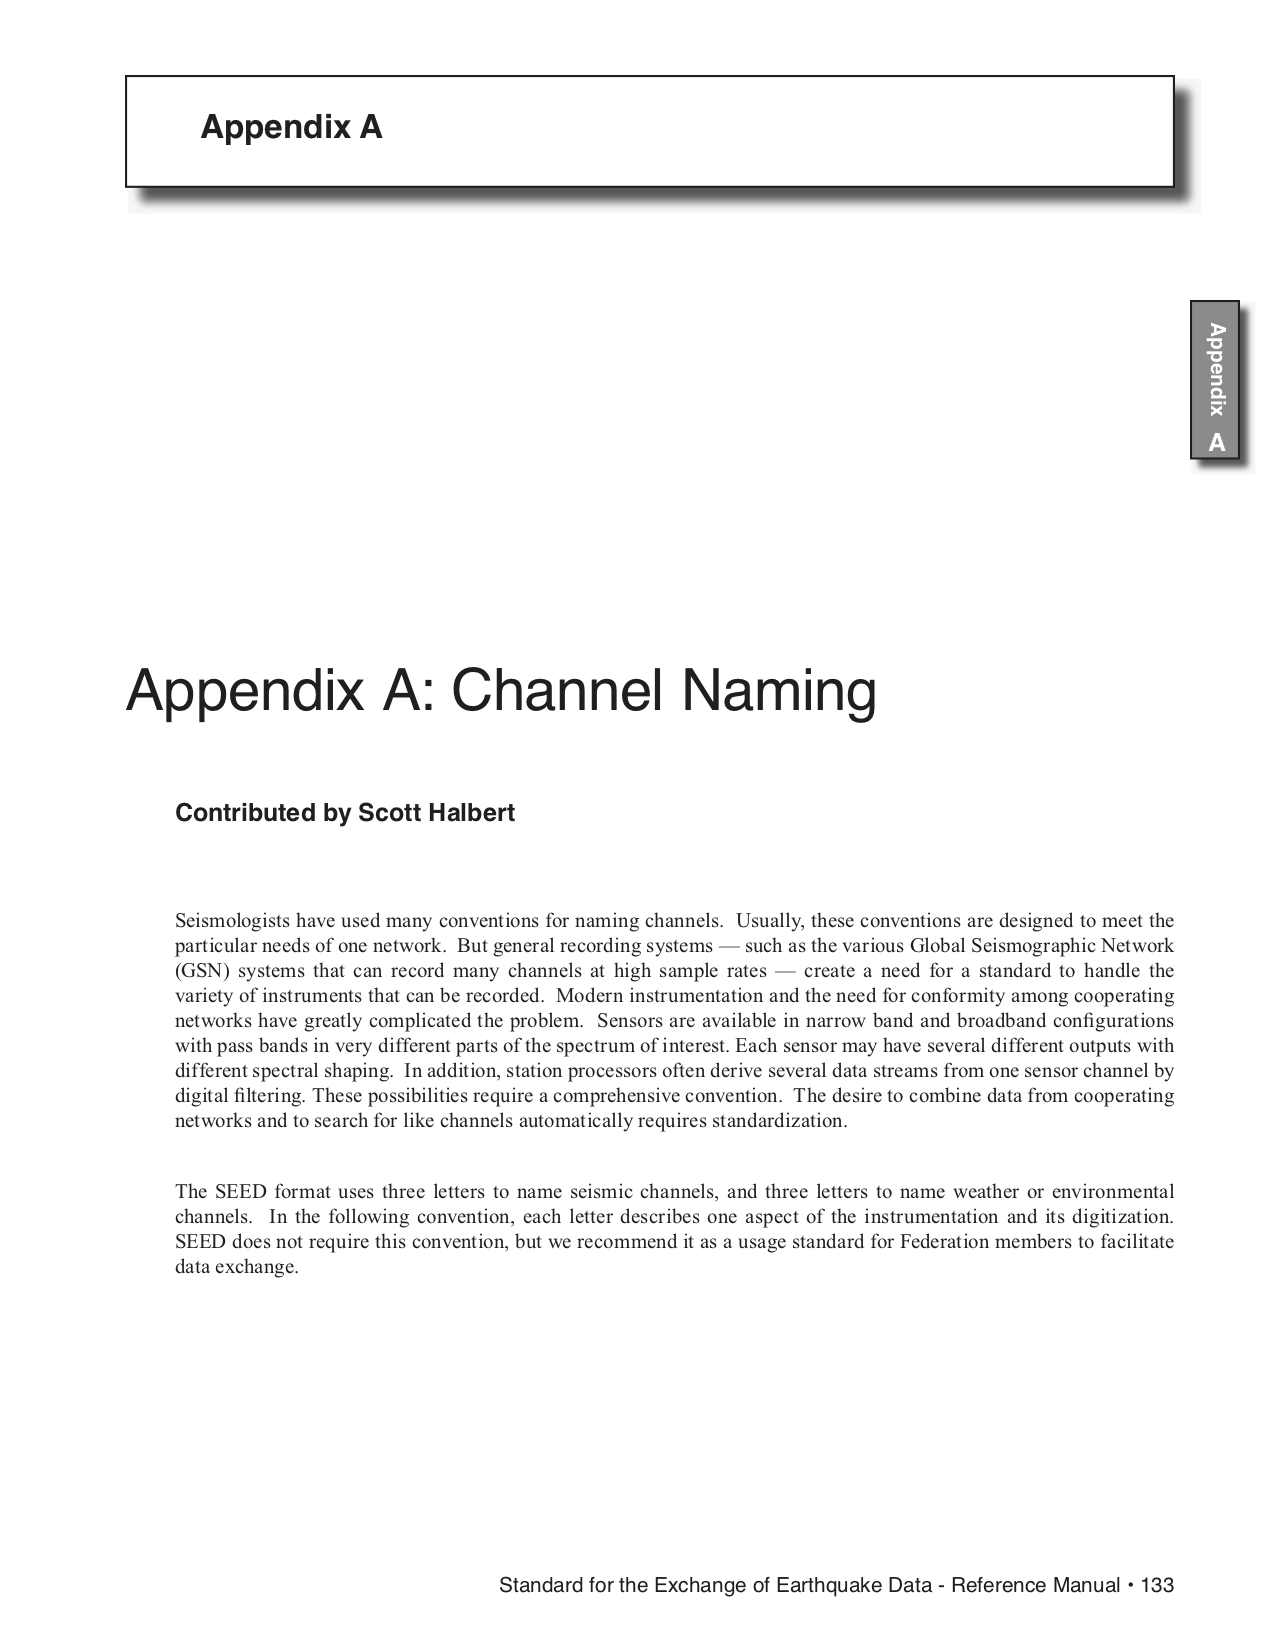 Appendix A
Appendix A
Appendix A: Channel Naming
Contributed by Scott Halbert
Seismologists have used many conventions for naming channels.  Usually, these conventions are designed to meet the
particular needs of one network.  But general recording systems — such as the various Global Seismographic Network
(GSN) systems that can record many channels at high sample rates — create a need for a standard to handle the
variety of instruments that can be recorded.  Modern instrumentation and the need for conformity among cooperating
networks have greatly complicated the problem.  Sensors are available in narrow band and broadband configurations
with pass bands in very different parts of the spectrum of interest. Each sensor may have several different outputs with
different spectral shaping.  In addition, station processors often derive several data streams from one sensor channel by
digital filtering. These possibilities require a comprehensive convention.  The desire to combine data from cooperating
networks and to search for like channels automatically requires standardization.
The SEED format uses three letters to name seismic channels, and three letters to name weather or environmental
channels.  In the following convention, each letter describes one aspect of the instrumentation and its digitization.
SEED does not require this convention, but we recommend it as a usage standard for Federation members to facilitate
data exchange.
Standard for the Exchange of Earthquake Data - Reference Manual • 133